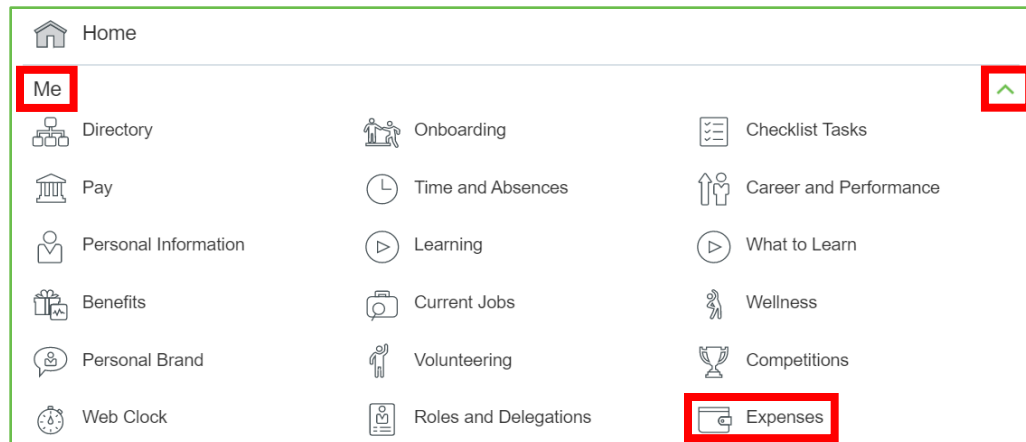 Home
Me
Directory Onboarding Checklist Tasks
Pay Time and Absences Career and Performance
Personal Information Learning What to Learn
Benefits Current Jobs Wellness
Personal Brand Volunteering Competitions
Web Clock Roles and Delegations Expenses